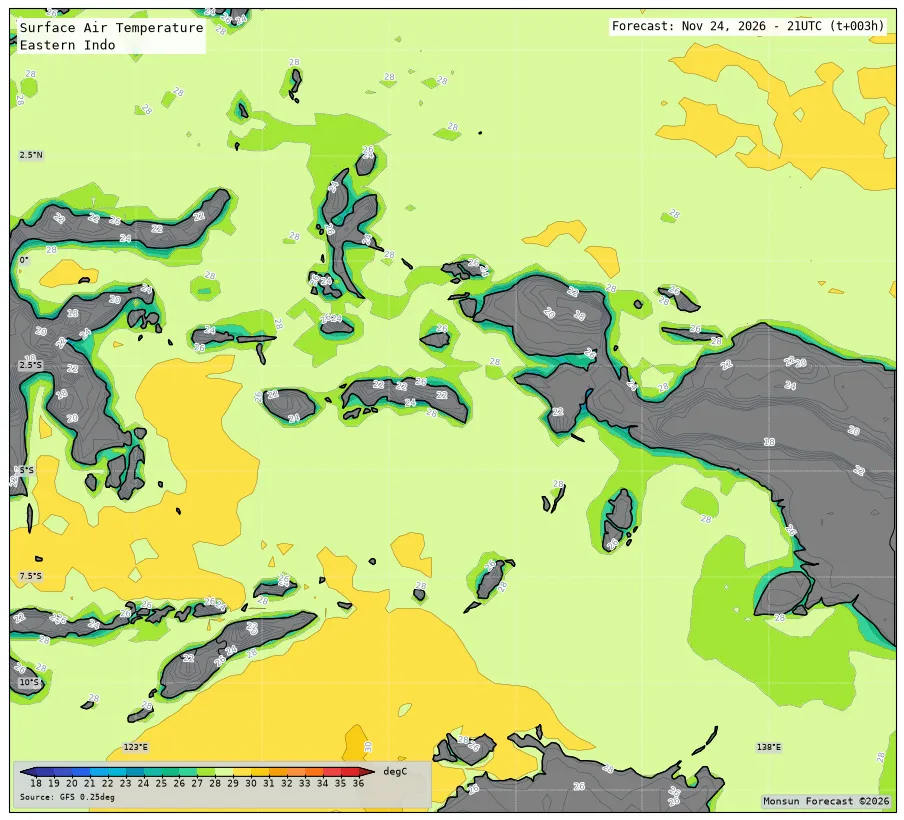 Surface Air Temperature
Eastern Indo
Forecast: Nov 24, 2026 - 21UTC (t+003h)
2.5°N
0°
2.5°S
5°S
7.5°S
10°S
123°E
138°E
18 19 20 21 22 23 24 25 26 27 28 29 30 31 32 33 34 35 36 degC
Source: GFS 0.25deg
Monsun Forecast ©2026